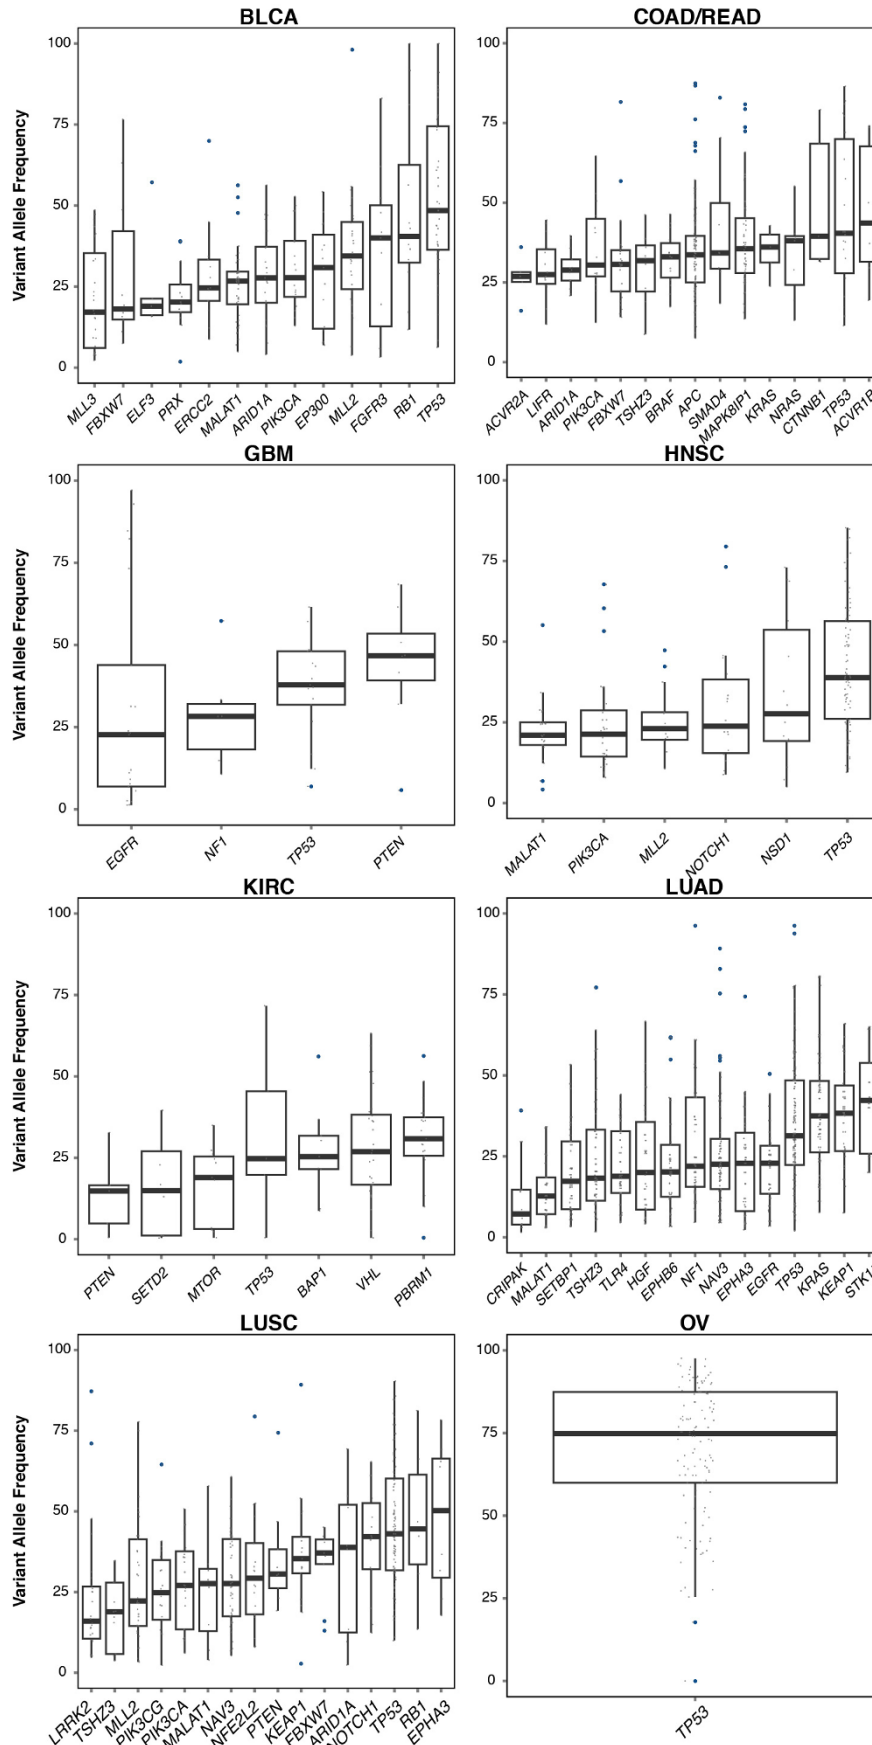 BLCA
Variant Allele Frequency
100
75
50
25
0
MLL3 FBXW7 ELF3 PRX ERCC2 MALAT1 ARID1A PIK3CA EP300 MLL2 FGFR3 RB1 TP53
COAD/READ
100
75
50
25
0
ACVR2A LIFR ARID1A PIK3CA FBXW7 TSHZ3 BRAF APC SMAD4 MAPK8IP1 KRAS NRAS CTNNB1 TP53 ACVR1B
GBM
Variant Allele Frequency
100
75
50
25
0
EGFR NF1 TP53 PTEN
HNSC
100
75
50
25
0
MALAT1 PIK3CA MLL2 NOTCH1 NSD1 TP53
KIRC
Variant Allele Frequency
100
75
50
25
0
PTEN SETD2 MTOR TP53 BAP1 VHL PBRM1
LUAD
100
75
50
25
0
CRIPAK MALAT1 SETBP1 TSHZ3 TLR4 HGF EPHB6 NF1 NAV3 EPHA3 EGFR TP53 KRAS KEAP1
LUSC
Variant Allele Frequency
100
75
50
25
0
LRRK2 TSHZ3 MLL2 PIK3CG PIK3CA MALAT1 NAV3 NFE2L2 PTEN KEAP1 FBXW7 ARID1A NOTCH1 TP53 RB1 EPHA3
OV
100
75
50
25
0
TP53